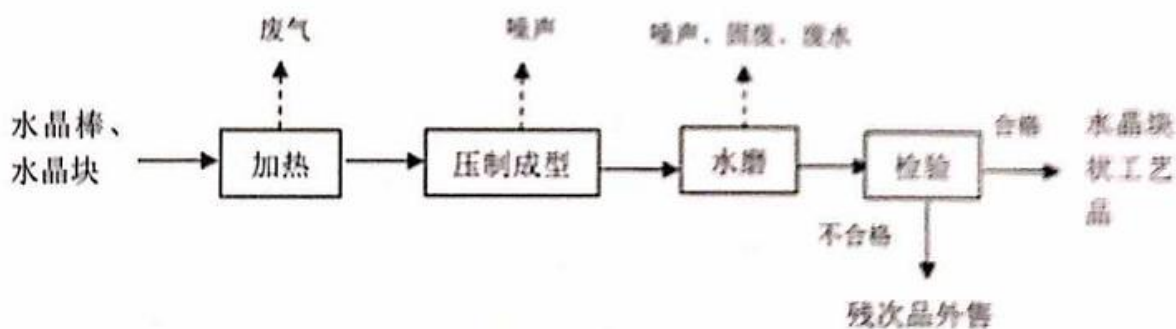 废气
噪声
噪声、固废、废水
水晶棒、
水晶块
加热
压制成型
水磨
检验
合格
水晶块
状工艺
品
不合格
残次品外售